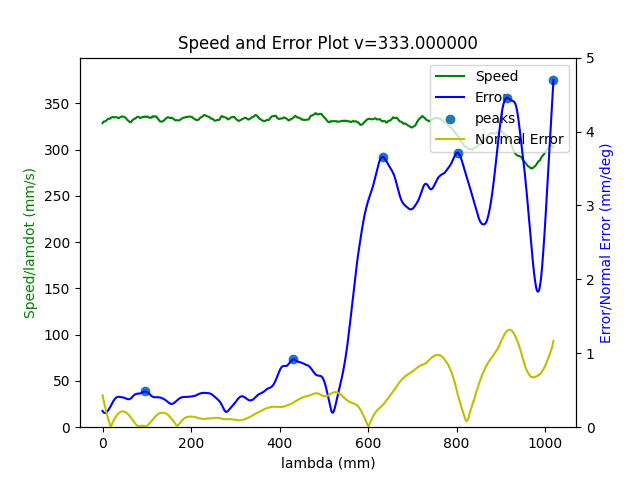 Speed and Error Plot v=333.000000
Speed/lamdot (mm/s)
350
300
250
200
150
100
50
0
Speed
Error
peaks
Normal Error
5
4
3
2
1
0
Error/Normal Error (mm/deg)
0 200 400 600 800 1000
lambda (mm)